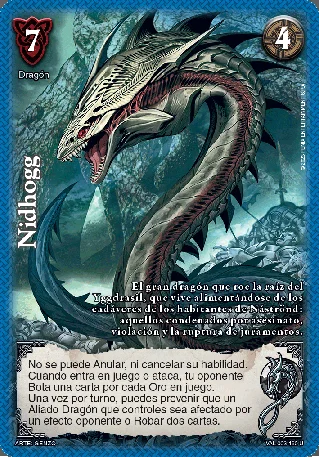 7
4
Dragón
Nidhogg
El gran dragón que roe la raíz del
Yggdrasil, que vive alimentándose de los
cadáveres de los habitantes de Náströnd:
aquellos condenados por asesinato,
violación y la ruptura de juramentos.
No se puede Anular, ni cancelar su habilidad.
Cuando entra en juego o ataca, tu oponente
Bota una carta por cada Oro en juego.
Una vez por turno, puedes prevenir que un
Aliado Dragón que controles sea afectado por
un efecto oponente o Robar dos cartas.